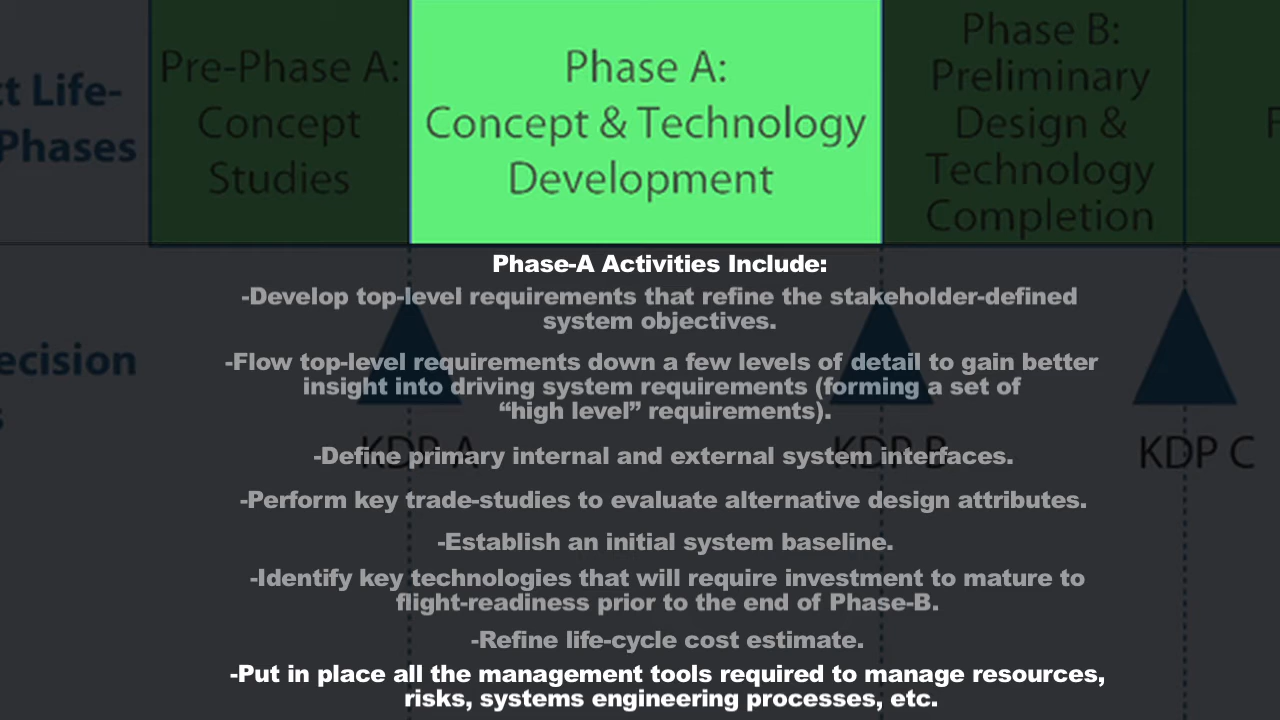 Pre-Phase A:
Concept
Studies
Phase A:
Concept & Technology
Development
Phase B:
Preliminary
Design &
Technology
Completion
t Life-
Phases
Phase-A Activities Include:
-Develop top-level requirements that refine the stakeholder-defined
system objectives.
-Flow top-level requirements down a few levels of detail to gain better
insight into driving system requirements (forming a set of
“high level” requirements).
-Define primary internal and external system interfaces.
-Perform key trade-studies to evaluate alternative design attributes.
-Establish an initial system baseline.
-Identify key technologies that will require investment to mature to
flight-readiness prior to the end of Phase-B.
-Refine life-cycle cost estimate.
-Put in place all the management tools required to manage resources,
risks, systems engineering processes, etc.
ecision
KDP A
KDP B
KDP C